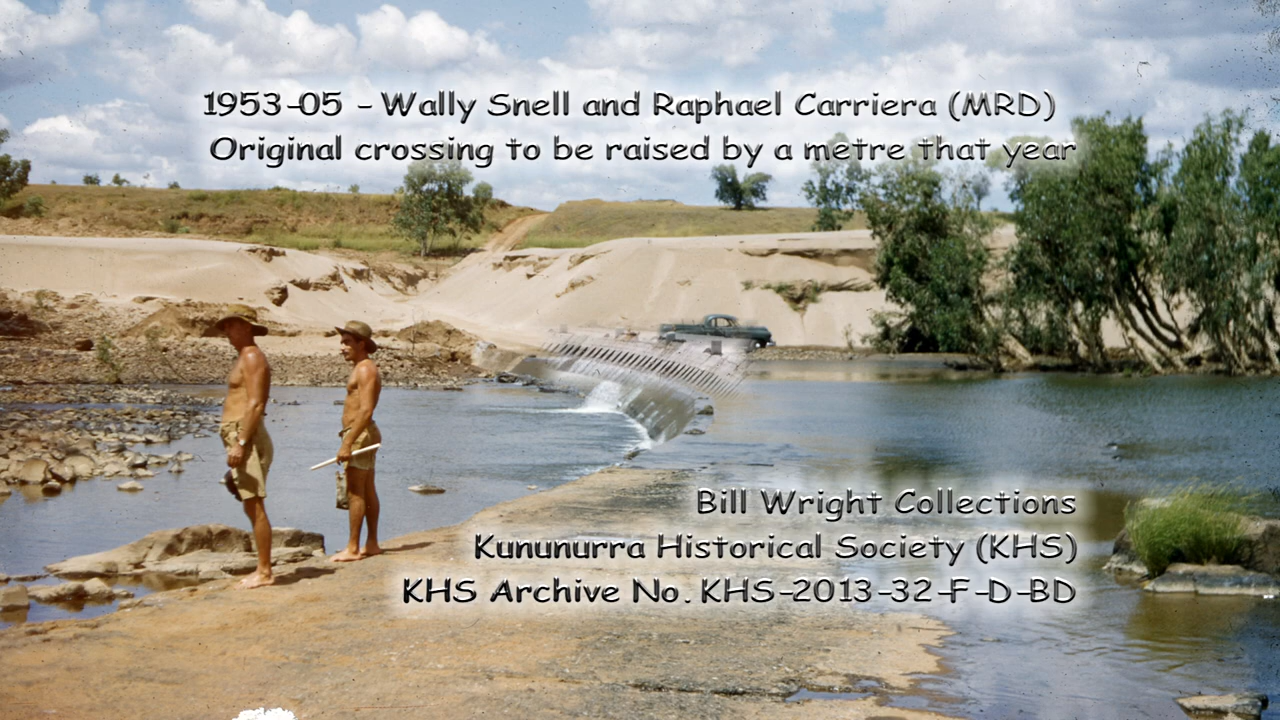 1953-05 - Wally Snell and Raphael Carriera (MRD)
Original crossing to be raised by a metre that year
Bill Wright Collections
Kununurra Historical Society (KHS)
KHS Archive No. KHS-2013-32-F-D-BD